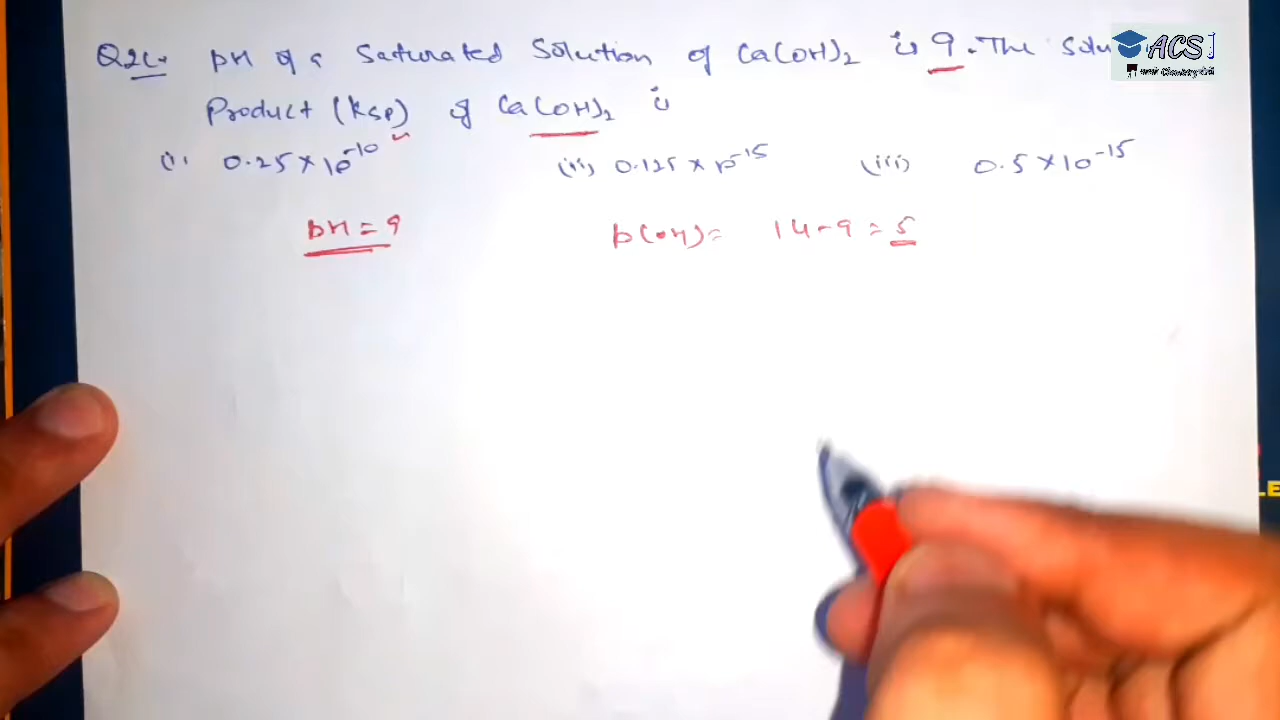 Q26. pH of a Saturated Solution of Ca(OH)2 is 9. The Solu
Product (Ksp) of Ca(OH)2 is
(i) 0.25 × 10^-10 (ii) 0.125 × 10^-15 (iii) 0.5 × 10^-15
pH = 9 p(OH) = 14 - 9 = 5
ACS